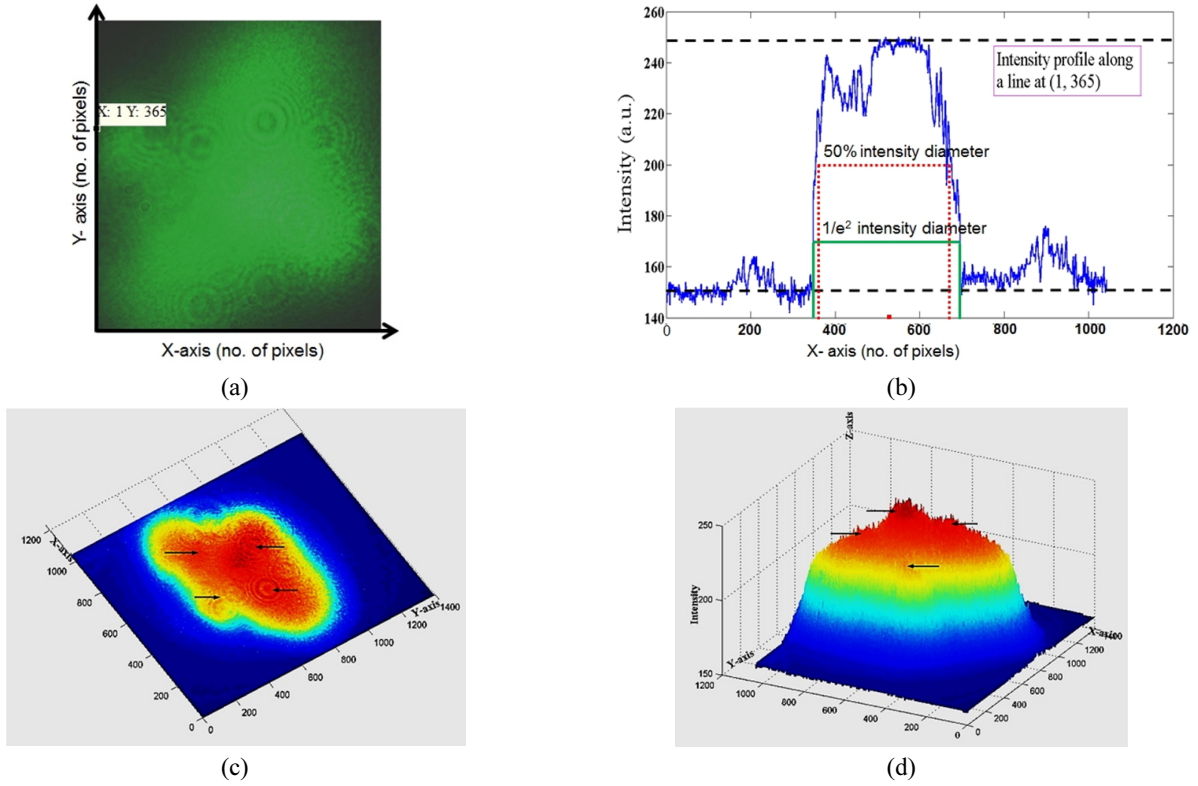 X: 1 Y: 365
Y- axis (no. of pixels)
X-axis (no. of pixels)
(a)
260
240
220
200
180
160
140
0
200
400
600
800
1000
1200
Intensity (a.u.)
X- axis (no. of pixels)
Intensity profile along
a line at (1, 365)
50% intensity diameter
1/e² intensity diameter
(b)
1200
X-axis
1000
800
600
400
200
0
0
200
400
600
800
1000
1200
1400
Y-axis
(c)
Z-axis
250
200
150
Intensity
1200
1000
800
600
400
200
0
Y-axis
0
200
400
600
800
1000
1200
1400
X-axis
(d)